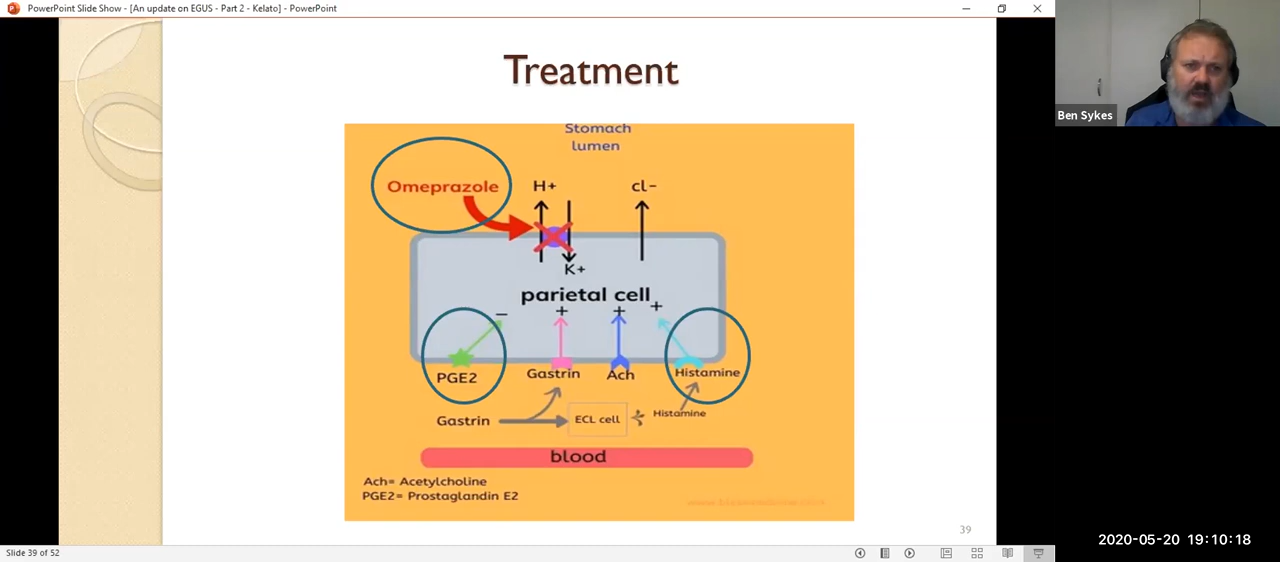 PowerPoint Slide Show - [An update on EGUS - Part 2 - Kelato] - PowerPoint
Ben Sykes
Treatment
Stomach
lumen
Omeprazole
H+
cl-
K+
parietal cell
− + + +
PGE2
Gastrin
Ach
Histamine
Gastrin
ECL cell
Histamine
blood
Ach= Acetylcholine
PGE2= Prostaglandin E2
39
2020-05-20 19:10:18
Slide 39 of 52